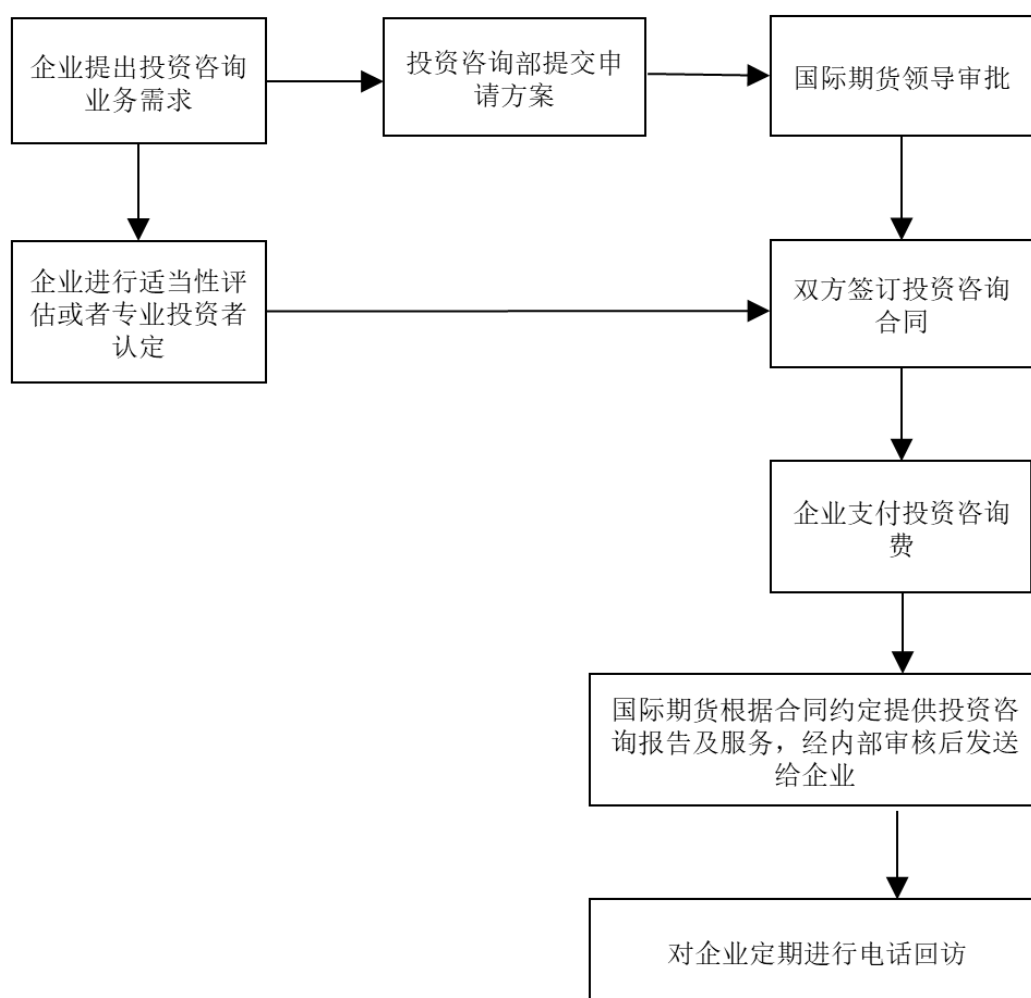 企业提出投资咨询
业务需求
投资咨询部提交申
请方案
国际期货领导审批
企业进行适当性评
估或者专业投资者
认定
双方签订投资咨询
合同
企业支付投资咨询
费
国际期货根据合同约定提供投资咨
询报告及服务，经内部审核后发送
给企业
对企业定期进行电话回访